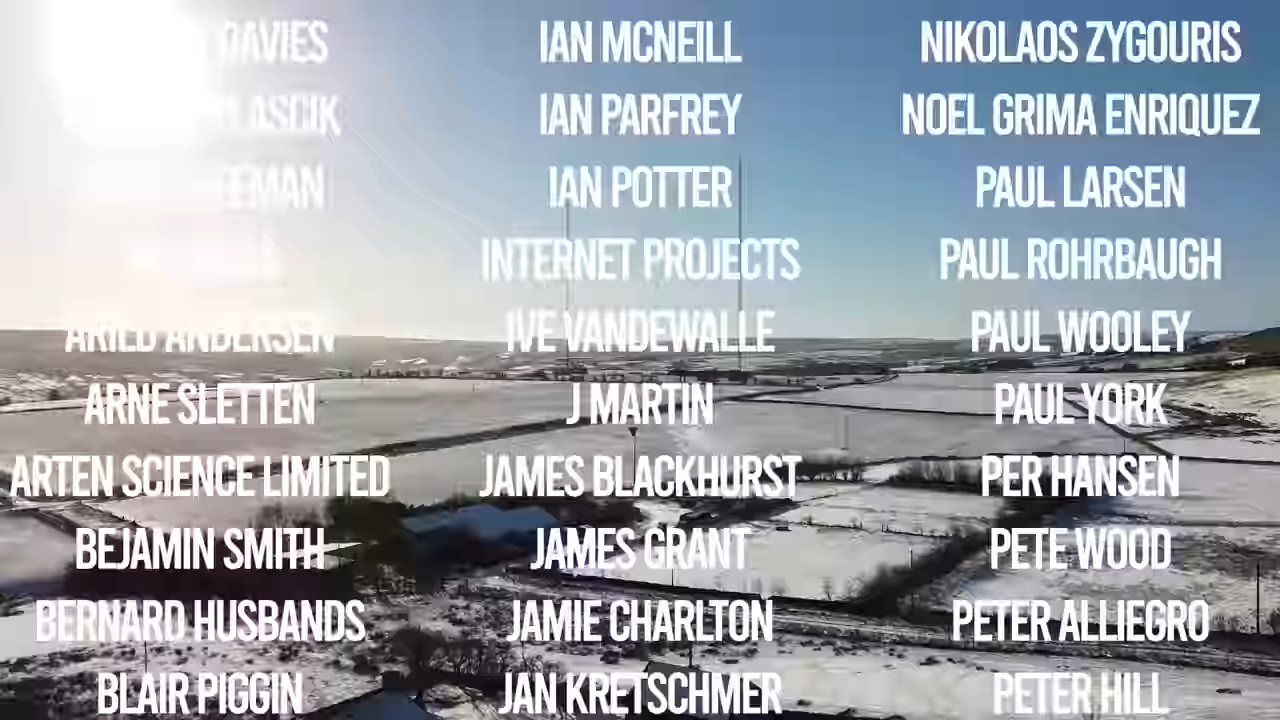 DAVIES
IAN MCNEILL
NIKOLAOS ZYGOURIS
IAN PARFREY
NOEL GRIMA ENRIQUEZ
IAN POTTER
PAUL LARSEN
INTERNET PROJECTS
PAUL ROHRBAUGH
ARILD ANDERSEN
IVE VANDEWALLE
PAUL WOOLEY
ARNE SLETTEN
J MARTIN
PAUL YORK
ARTEN SCIENCE LIMITED
JAMES BLACKHURST
PER HANSEN
BEJAMIN SMITH
JAMES GRANT
PETE WOOD
BERNARD HUSBANDS
JAMIE CHARLTON
PETER ALLIEGRO
BLAIR PIGGIN
JAN KRETSCHMER
PETER HILL